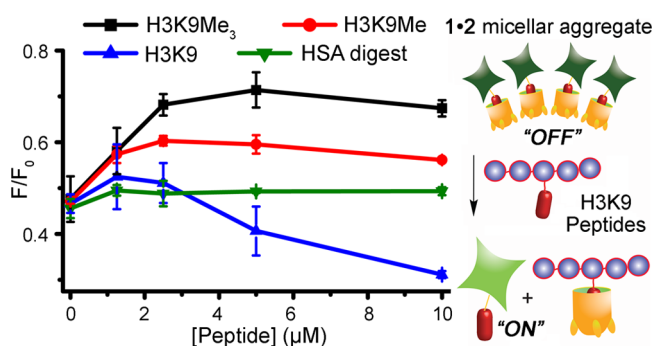 H3K9Me₃ H3K9Me
H3K9 HSA digest
F/F₀
0.8
0.6
0.4
0 2 4 6 8 10
[Peptide] (µM)
1•2 micellar aggregate
"OFF"
H3K9
Peptides
+
"ON"